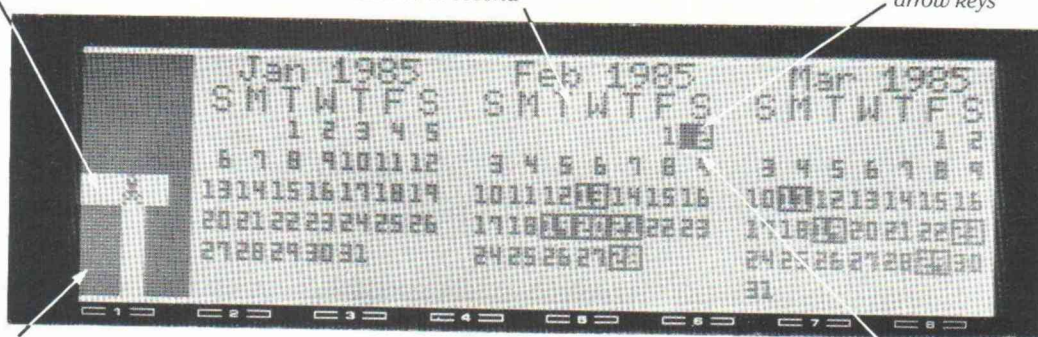 arrow keys
Jan 1985 Feb 1985 Mar 1985
S M T W T F S S M T W T F S S M T W T F S
1 2 3 4 5 1 2 1 2
6 7 8 9 10 11 12 3 4 5 6 7 8 9 3 4 5 6 7 8 9
13 14 15 16 17 18 19 10 11 12 13 14 15 16 10 11 12 13 14 15 16
20 21 22 23 24 25 26 17 18 19 20 21 22 23 17 18 19 20 21 22 23
27 28 29 30 31 24 25 26 27 28 24 25 26 27 28 29 30
31
1 2 3 4 5 6 7 8